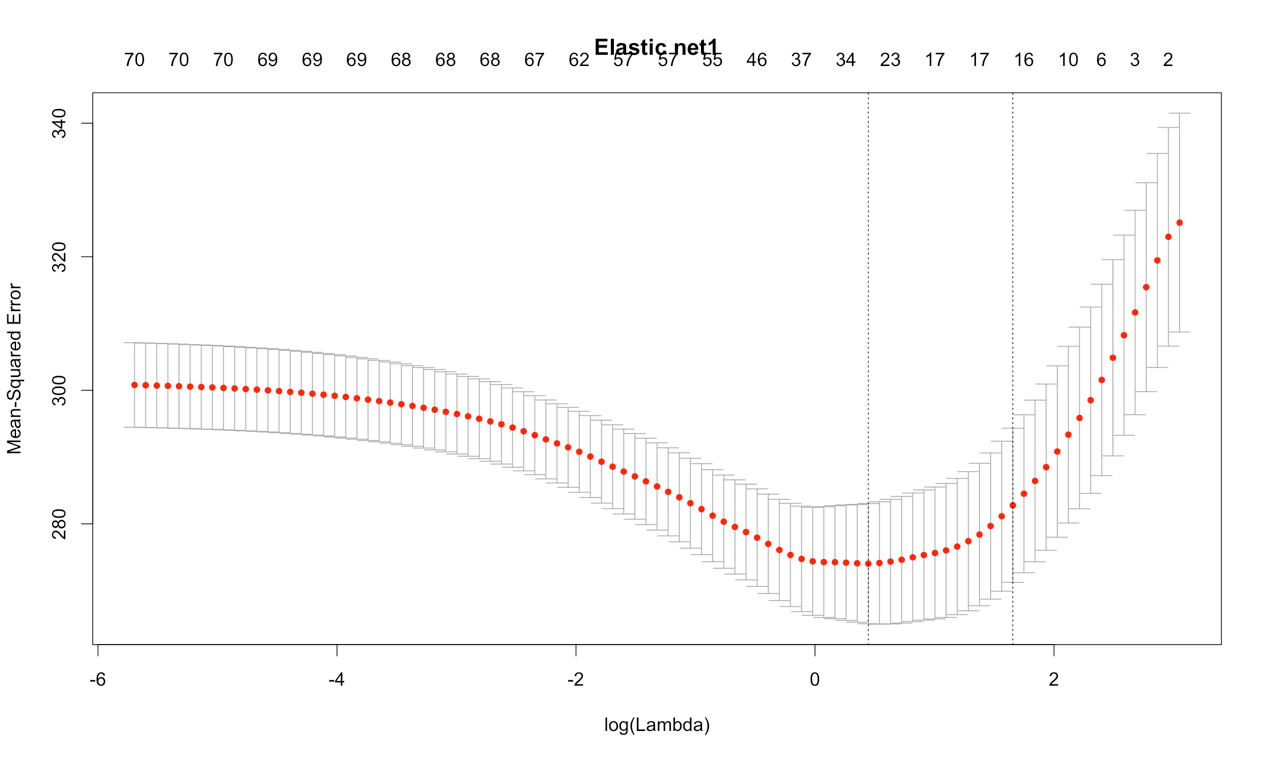 Elastic net1
70 70 70 69 69 69 68 68 68 67 62 57 57 55 46 37 34 23 17 17 16 10 6 3 2
Mean-Squared Error
340
320
300
280
-6 -4 -2 0 2
log(Lambda)